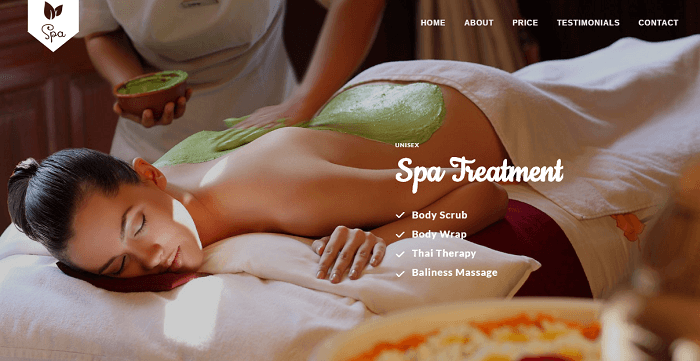 Spa
HOME ABOUT PRICE TESTIMONIALS CONTACT
UNISEX
Spa Treatment
Body Scrub
Body Wrap
Thai Therapy
Baliness Massage